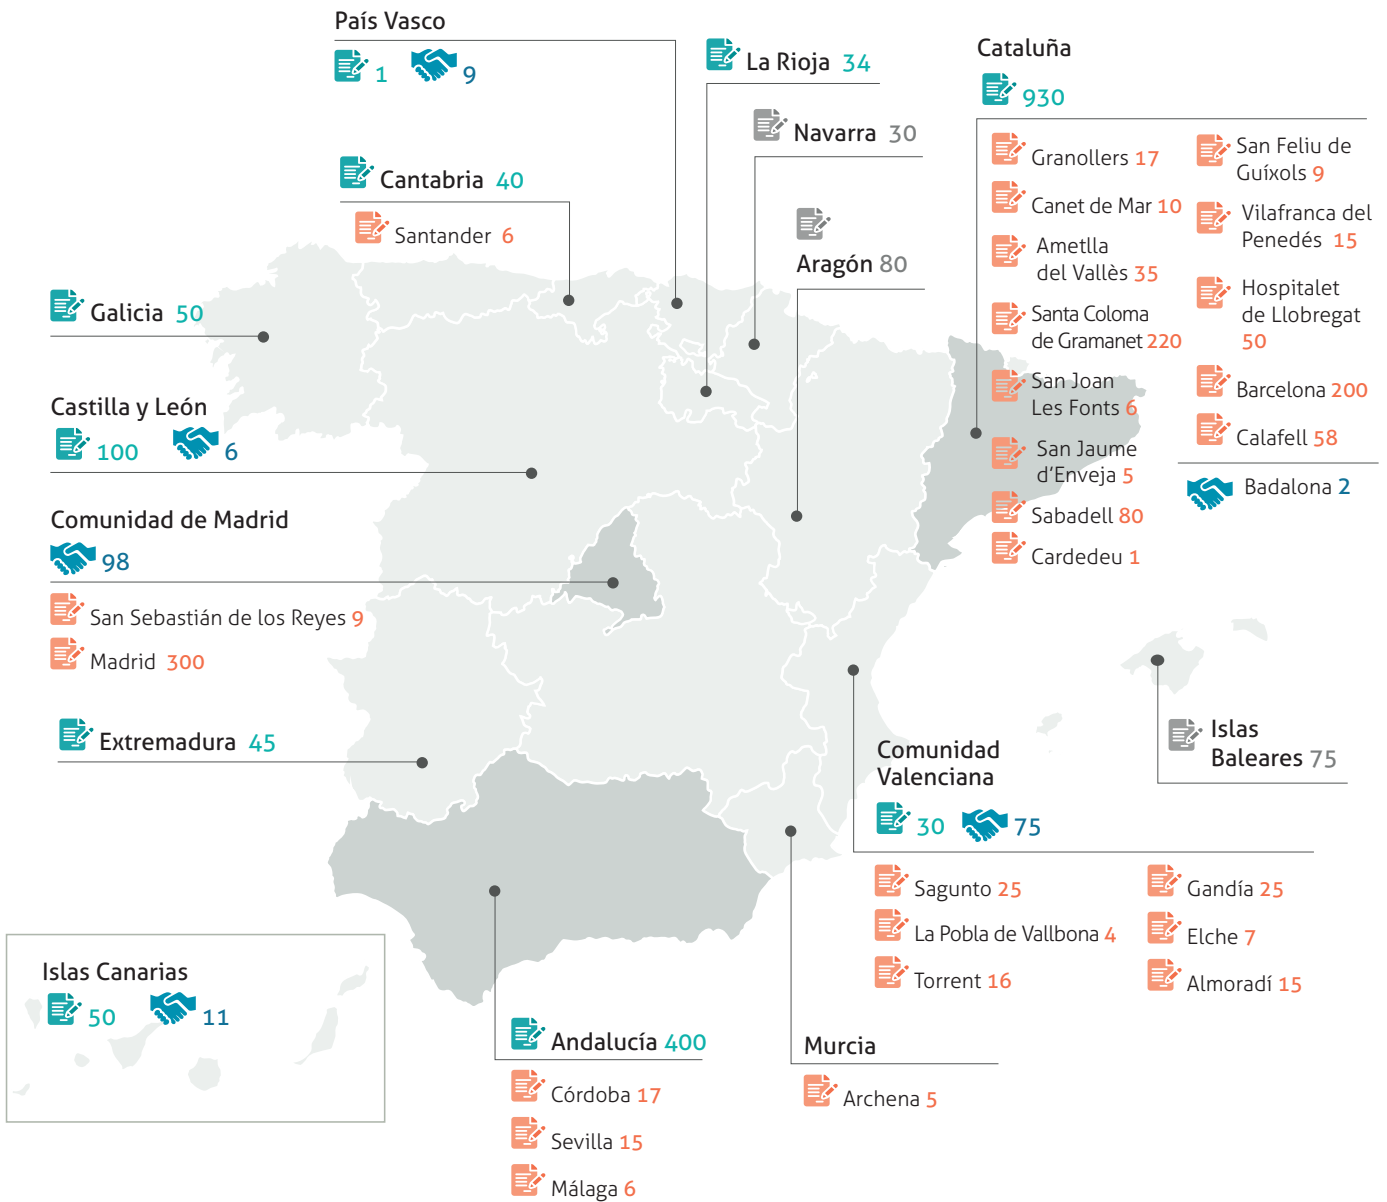 País Vasco
1 9
La Rioja 34
Navarra 30
Cantabria 40
Santander 6
Aragón 80
Galicia 50
Castilla y León
100 6
Comunidad de Madrid
98
San Sebastián de los Reyes 9
Madrid 300
Extremadura 45
Cataluña
930
Granollers 17
Canet de Mar 10
Ametlla
del Vallès 35
Santa Coloma
de Gramanet 220
San Joan
Les Fonts 6
San Jaume
d'Enveja 5
Sabadell 80
Cardedeu 1
San Feliu de
Guíxols 9
Vilafranca del
Penedés 15
Hospitalet
de Llobregat
50
Barcelona 200
Calafell 58
Badalona 2
Islas
Baleares 75
Comunidad
Valenciana
30 75
Sagunto 25
La Pobla de Vallbona 4
Torrent 16
Gandía 25
Elche 7
Almoradí 15
Islas Canarias
50 11
Andalucía 400
Córdoba 17
Sevilla 15
Málaga 6
Murcia
Archena 5